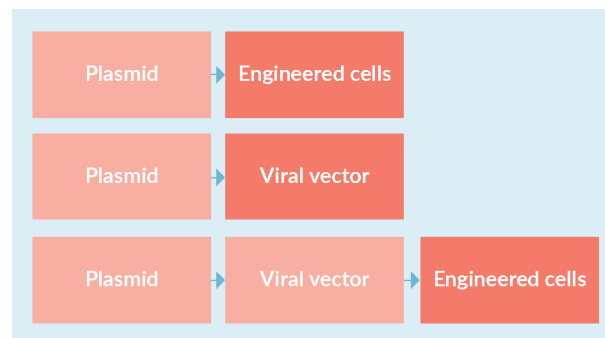 Plasmid
Engineered cells
Plasmid
Viral vector
Plasmid
Viral vector
Engineered cells